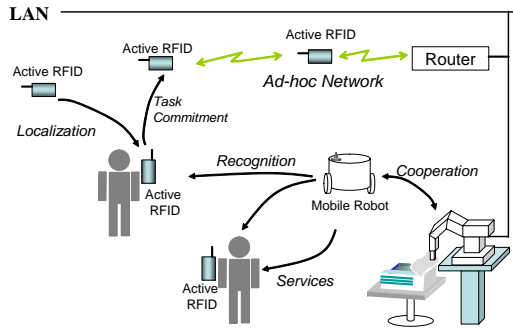 LAN
Active RFID
Active RFID
Active RFID
Router
Ad-hoc Network
Localization
Task
Commitment
Recognition
Cooperation
Active
RFID
Mobile Robot
Active
RFID
Services